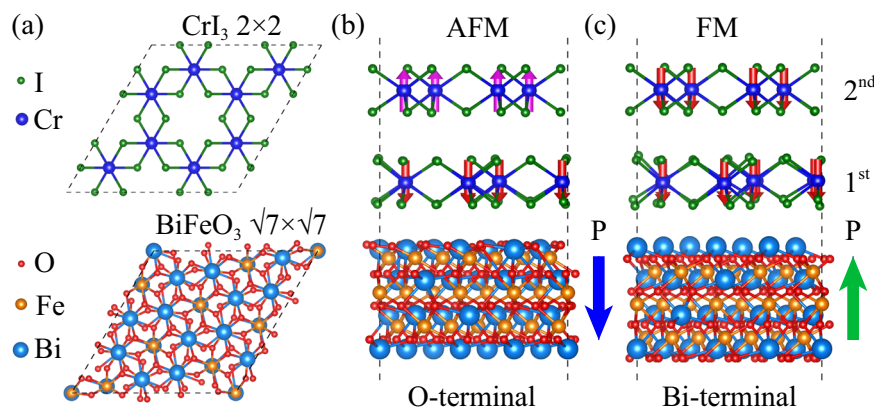 (a)
CrI₃ 2×2
I
Cr
BiFeO₃ √7×√7
O
Fe
Bi
(b)
AFM
P
O-terminal
(c)
FM
2nd
1st
P
Bi-terminal